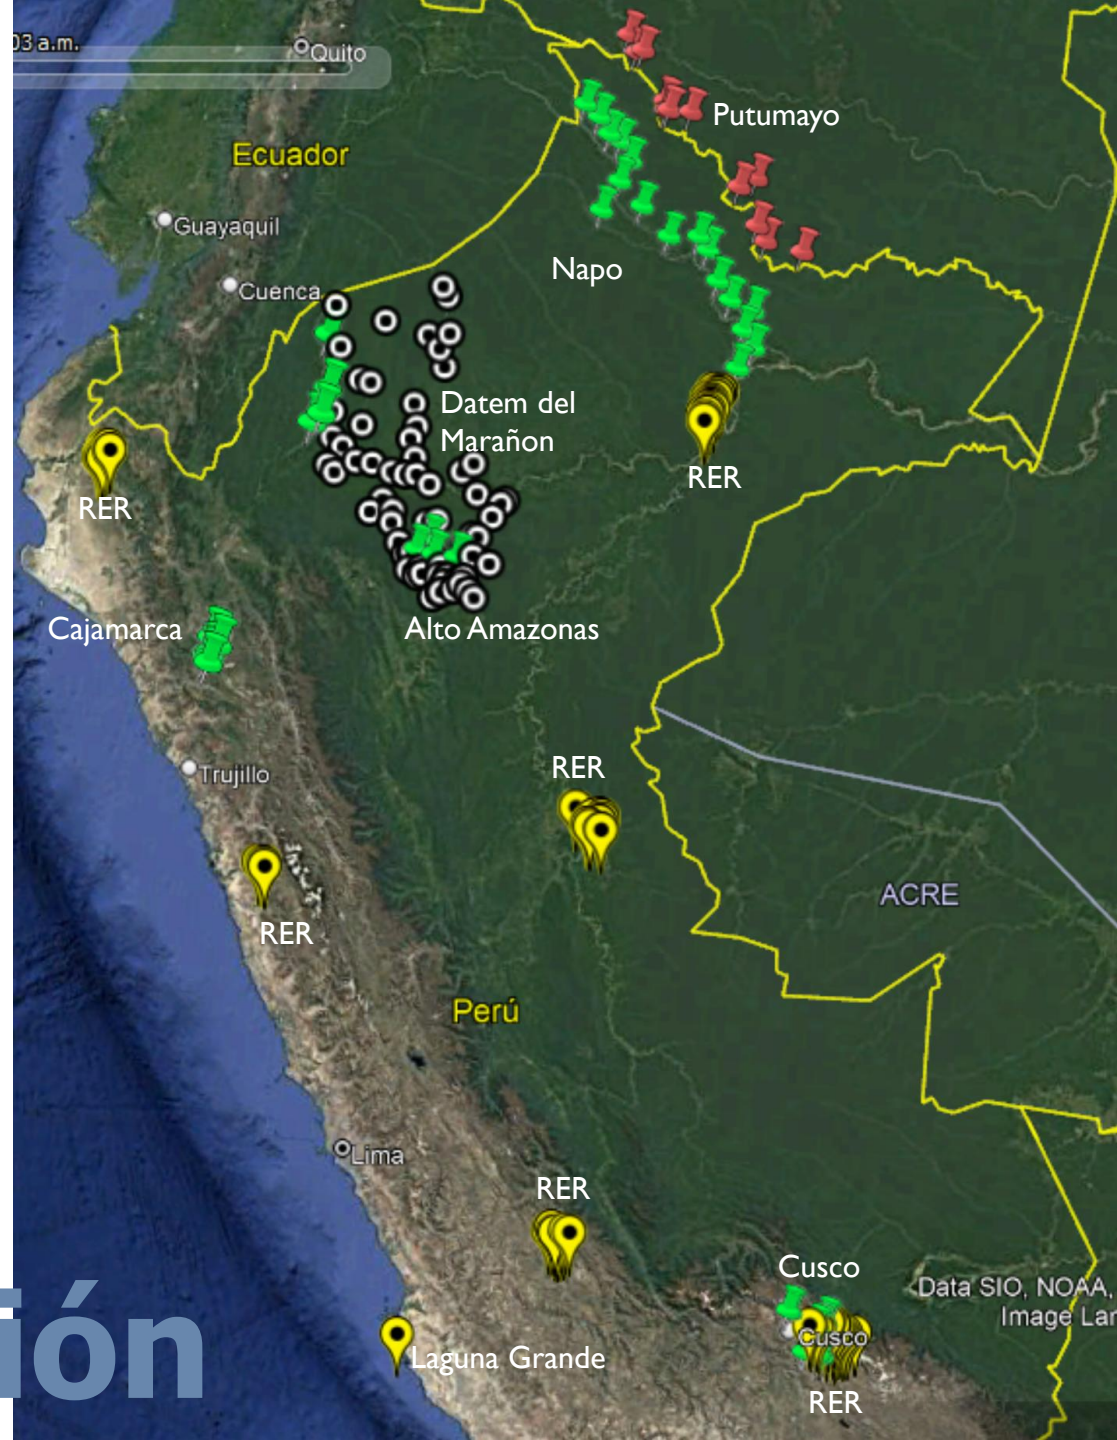 03 a.m.
Quito
Putumayo
Ecuador
Guayaquil
Napo
Cuenca
Datem del
Marañon
RER
RER
Cajamarca
Alto Amazonas
RER
Trujillo
ACRE
RER
Perú
Lima
RER
Cusco
Data SIO, NOAA,
Image Lan
ión
Cusco
Laguna Grande
RER